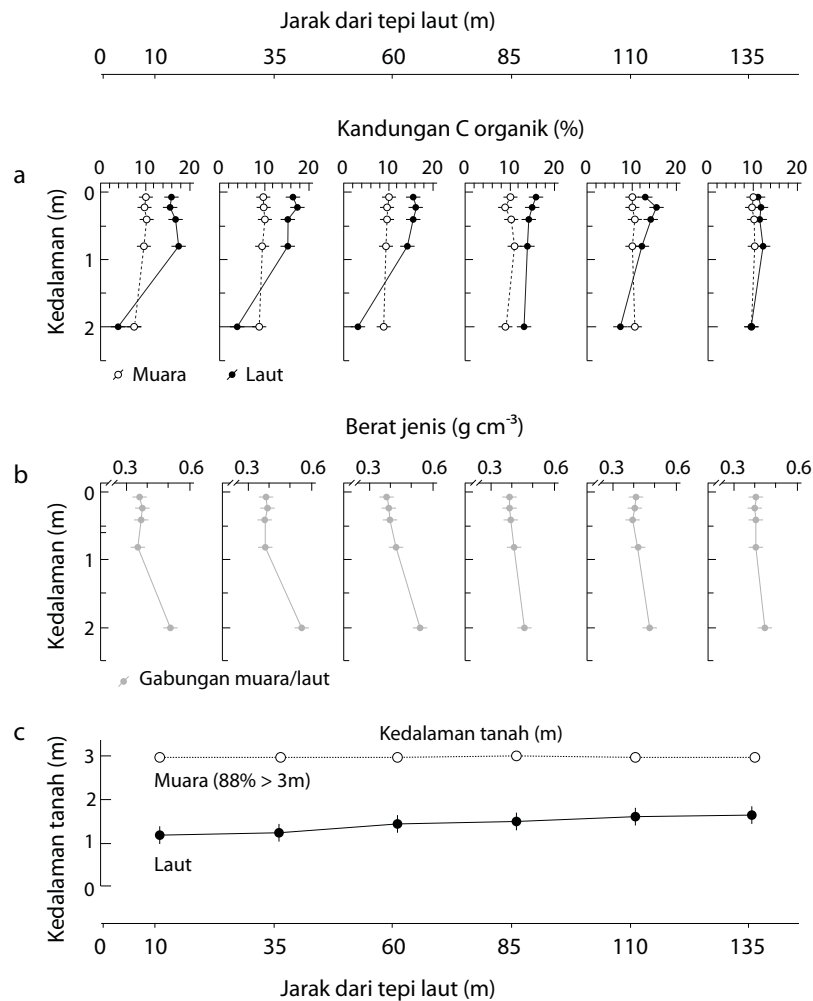 Jarak dari tepi laut (m)
0 10 35 60 85 110 135
Kandungan C organik (%)
a
0 10 20 0 10 20 0 10 20 0 10 20 0 10 20 0 10 20
Kedalaman (m)
0
1
2
Muara Laut
Berat jenis (g cm⁻³)
b
0.3 0.6 0.3 0.6 0.3 0.6 0.3 0.6 0.3 0.6 0.3 0.6
Kedalaman (m)
0
1
2
Gabungan muara/laut
c
Kedalaman tanah (m)
Kedalaman tanah (m)
3
Muara (88% > 3m)
2
1
Laut
0
0 10 35 60 85 110 135
Jarak dari tepi laut (m)